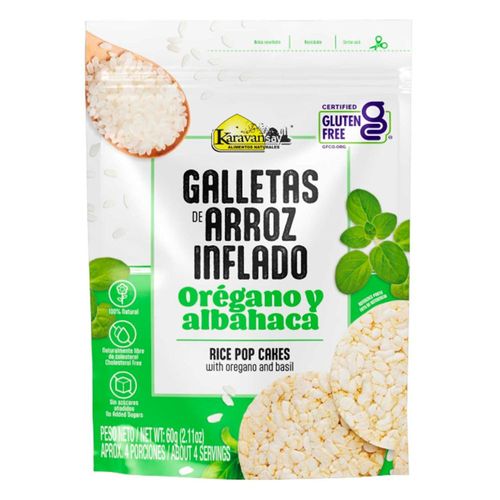 Karavansay
ALIMENTOS NATURALES
CERTIFIED
GLUTEN
FREE
GFCO.ORG
GALLETAS
DE ARROZ
INFLADO
Orégano y
albahaca
RICE POP CAKES
with oregano and basil
100% Natural
Naturalmente libre
de colesterol
Cholesterol Free
Sin azúcares
añadidos
No Added Sugars
PESO NETO / NET WT: 60g (2.11oz)
APROX. 4 PORCIONES / ABOUT 4 SERVINGS